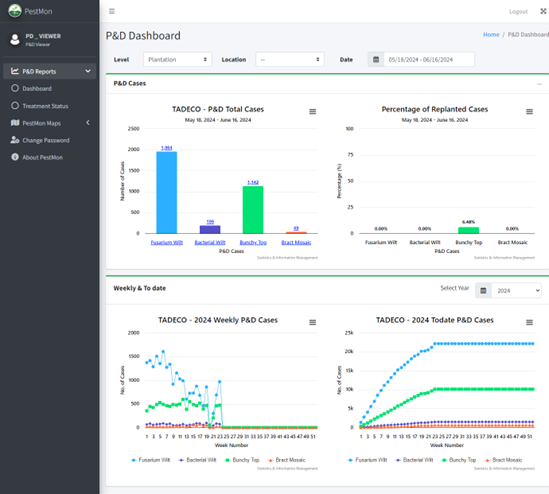 PestMon
Logout
PD _ VIEWER
P&D Viewer
P&D Reports
Dashboard
Treatment Status
PestMon Maps
Change Password
About PestMon
P&D Dashboard
Home / P&D Dashboard
Level Plantation Location -- Date 05/18/2024 - 06/16/2024
P&D Cases
TADECO - P&D Total Cases
May 18, 2024 - June 16, 2024
Number of Cases
2500
2000
1500
1000
500
0
1,142
Fusarium Wilt Bacterial Wilt Bunchy Top Bract Mosaic
P&D Cases
Statistics & Information Management
Percentage of Replanted Cases
May 18, 2024 - June 16, 2024
Percentage (%)
100
75
50
25
0
0.00% 0.00% 6.48% 0.00%
Fusarium Wilt Bacterial Wilt Bunchy Top Bract Mosaic
P&D Cases
Statistics & Information Management
Weekly & To date
Select Year 2024
TADECO - 2024 Weekly P&D Cases
No. of Cases
2000
1500
1000
500
0
1 3 5 7 9 11 13 15 17 19 21 23 25 27 29 31 33 35 37 39 41 43 45 47 49 51
Week Number
Fusarium Wilt Bacterial Wilt Bunchy Top Bract Mosaic
Statistics & Information Management
TADECO - 2024 Todate P&D Cases
No. of Cases
25k
20k
15k
10k
5k
0
1 3 5 7 9 11 13 15 17 19 21 23 25 27 29 31 33 35 37 39 41 43 45 47 49 51
Week Number
Fusarium Wilt Bacterial Wilt Bunchy Top Bract Mosaic
Statistics & Information Management